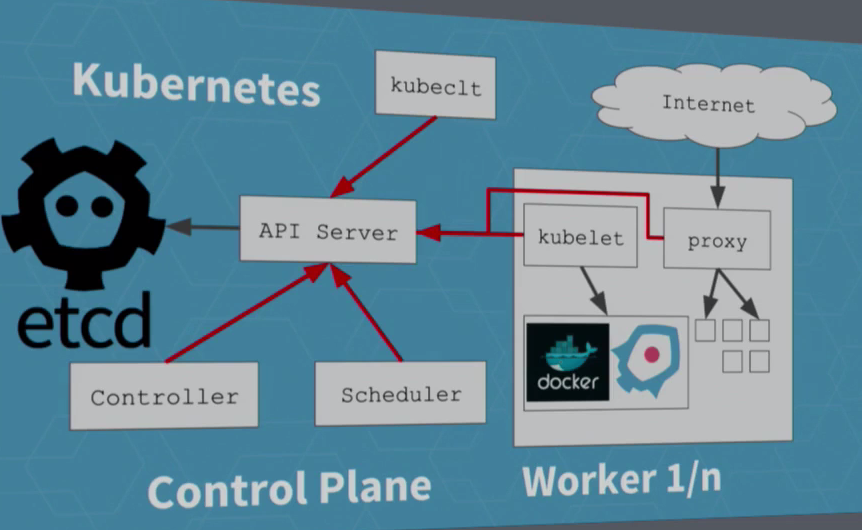 Kubernetes
kubeclt
Internet
API Server
kubelet
proxy
etcd
docker
Controller
Scheduler
Control Plane
Worker 1/n